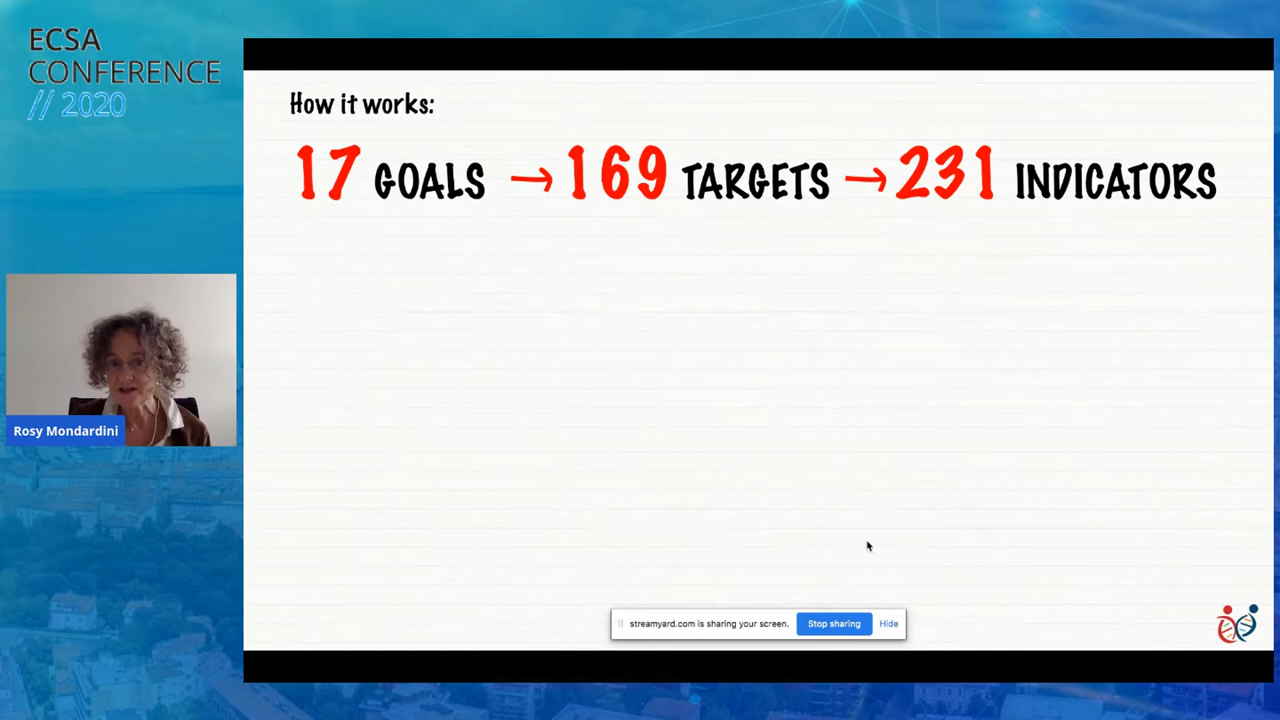 ECSA
CONFERENCE
// 2020
How it works:
17 GOALS → 169 TARGETS → 231 INDICATORS
Rosy Mondardini
streamyard.com is sharing your screen. Stop sharing Hide